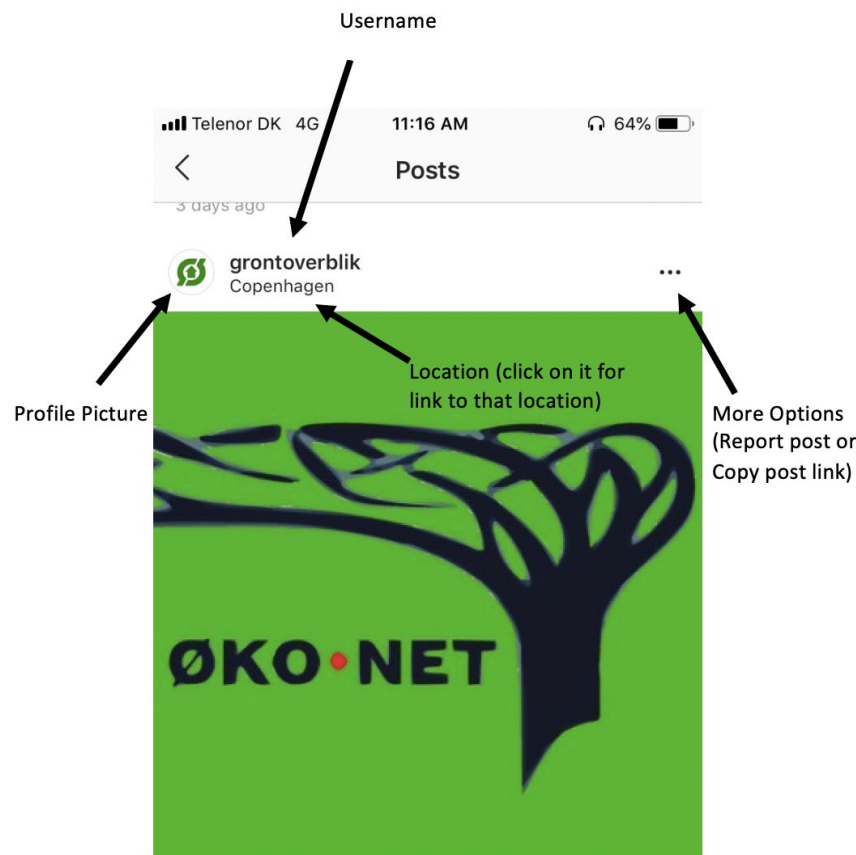 Username
Telenor DK 4G 11:16 AM 64%
Posts
3 days ago
grontoverblik
Copenhagen
Location (click on it for
link to that location)
Profile Picture
More Options
(Report post or
Copy post link)
ØKO•NET